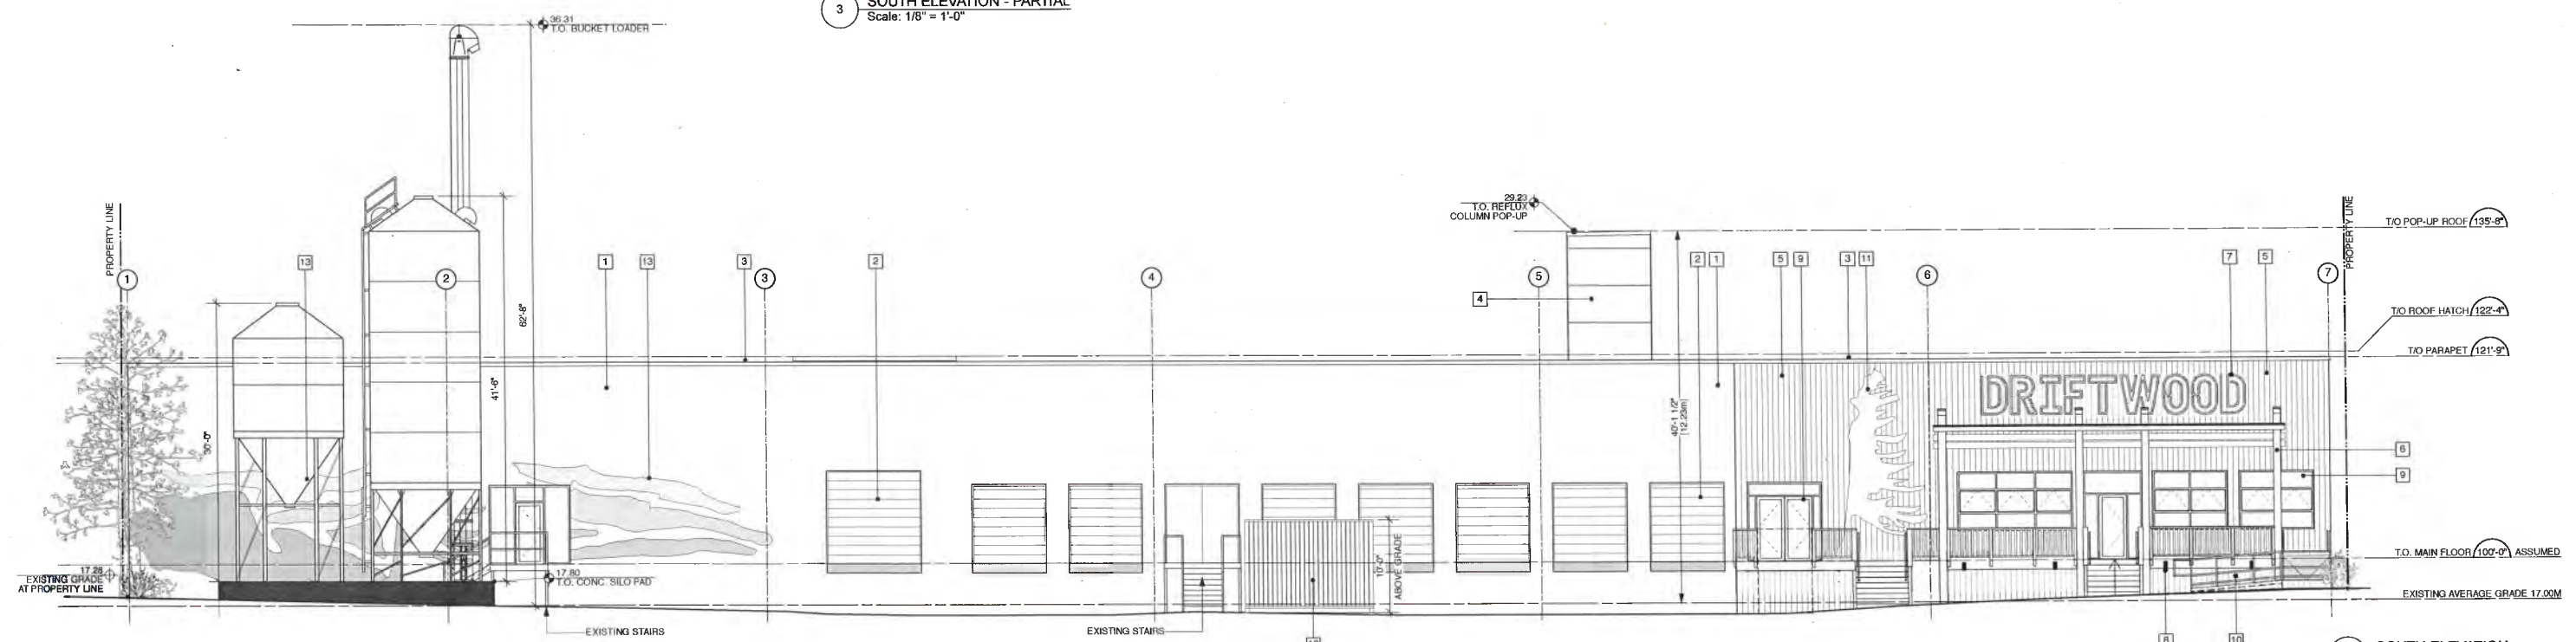 3
SOUTH ELEVATION - PARTIAL
Scale: 1/8" = 1'-0"
36.31
T.O. BUCKET LOADER
PROPERTY LINE
1
13
2
1
13
3
3
2
4
29.23
T.O. REFLUX
COLUMN POP-UP
4
5
2
1
5
9
3
11
6
7
5
7
PROPERTY LINE
T/O POP-UP ROOF 135'-8"
T/O ROOF HATCH 122'-4"
T/O PARAPET 121'-9"
30'-0"
41'-6"
62'-8"
40'-1 1/2"
[12.23m]
DRIFTWOOD
6
9
10'-0"
ABOVE GRADE
T.O. MAIN FLOOR 100'-0" ASSUMED
EXISTING AVERAGE GRADE 17.00M
17.28
EXISTING GRADE
AT PROPERTY LINE
17.80
T.O. CONC. SILO PAD
EXISTING STAIRS
EXISTING STAIRS
8
10
SOUTH ELEVATION